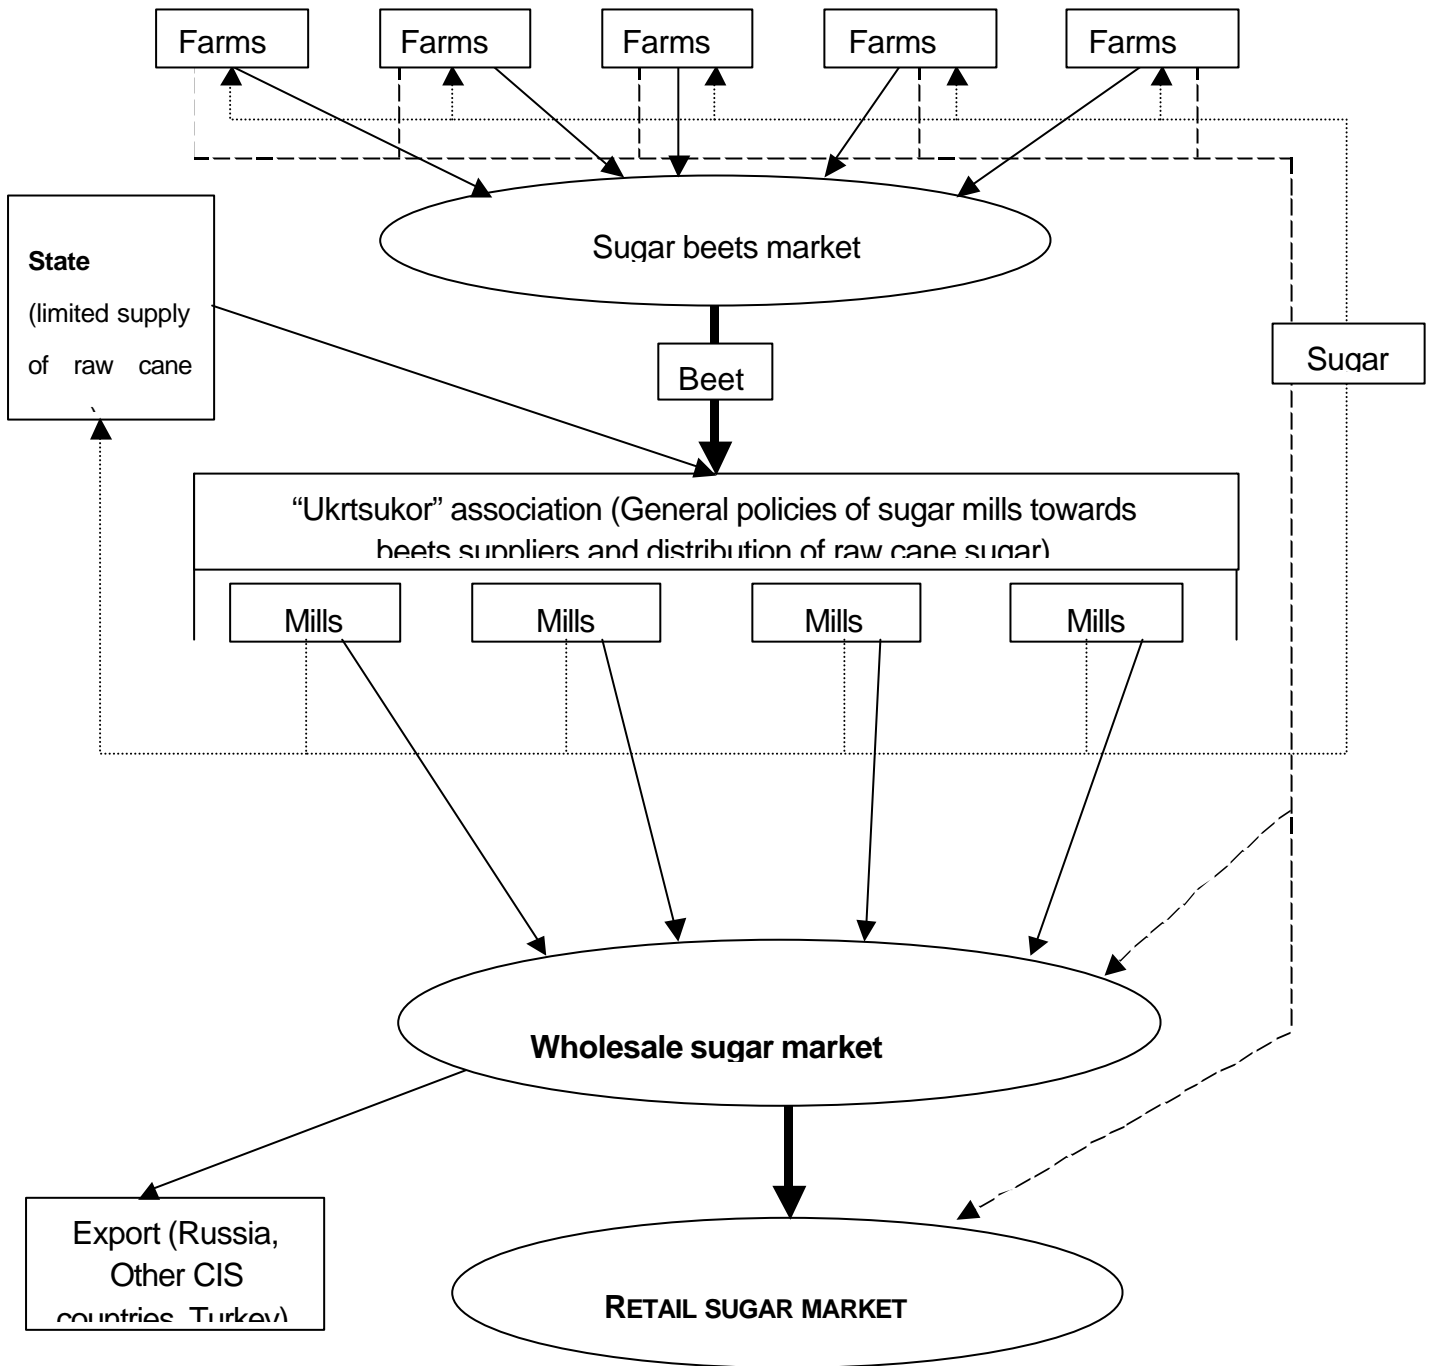 Farms
Farms
Farms
Farms
Farms
Sugar beets market
State
(limited supply
of raw cane
Sugar
Beet
“Ukrtsukor” association (General policies of sugar mills towards
beets suppliers and distribution of raw cane sugar)
Mills
Mills
Mills
Mills
Wholesale sugar market
Export (Russia,
Other CIS
countries, Turkey)
RETAIL SUGAR MARKET